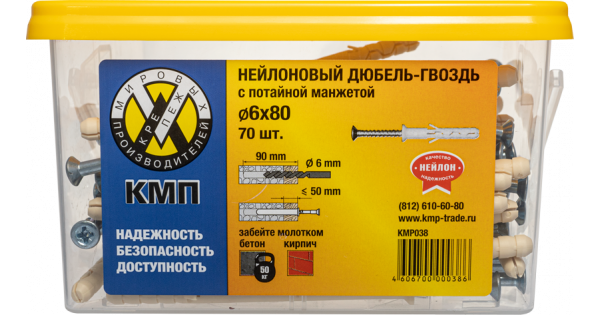 МИРОВЫХ
КРЕПЕЖ
ПРОИЗВОДИТЕЛЕЙ
КМП
НАДЕЖНОСТЬ
БЕЗОПАСНОСТЬ
ДОСТУПНОСТЬ
НЕЙЛОНОВЫЙ ДЮБЕЛЬ-ГВОЗДЬ
с потайной манжетой
ø6х80
70 шт.
90 mm
Ø 6 mm
⩽ 50 mm
забейте молотком
бетон
кирпич
50
КГ
КАЧЕСТВО
НЕЙЛОН
НАДЕЖНОСТЬ
(812) 610-60-80
www.kmp-trade.ru
KMP038
4 606700 000386